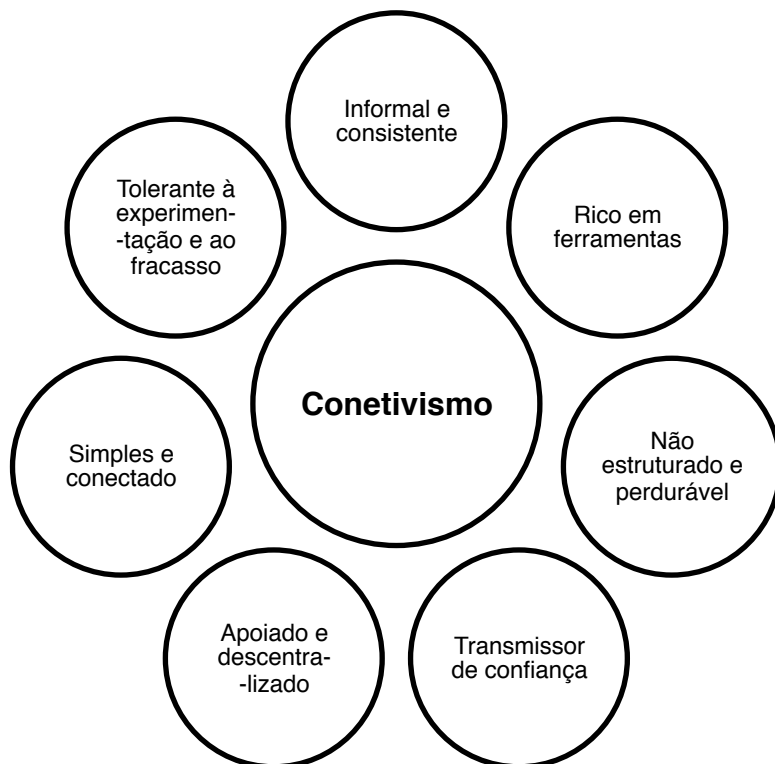 Informal e
consistente
Rico em
ferramentas
Não
estruturado e
perdurável
Transmissor
de confiança
Apoiado e
descentra-
-lizado
Simples e
conectado
Tolerante à
experimen-
-tação e ao
fracasso
Conetivismo